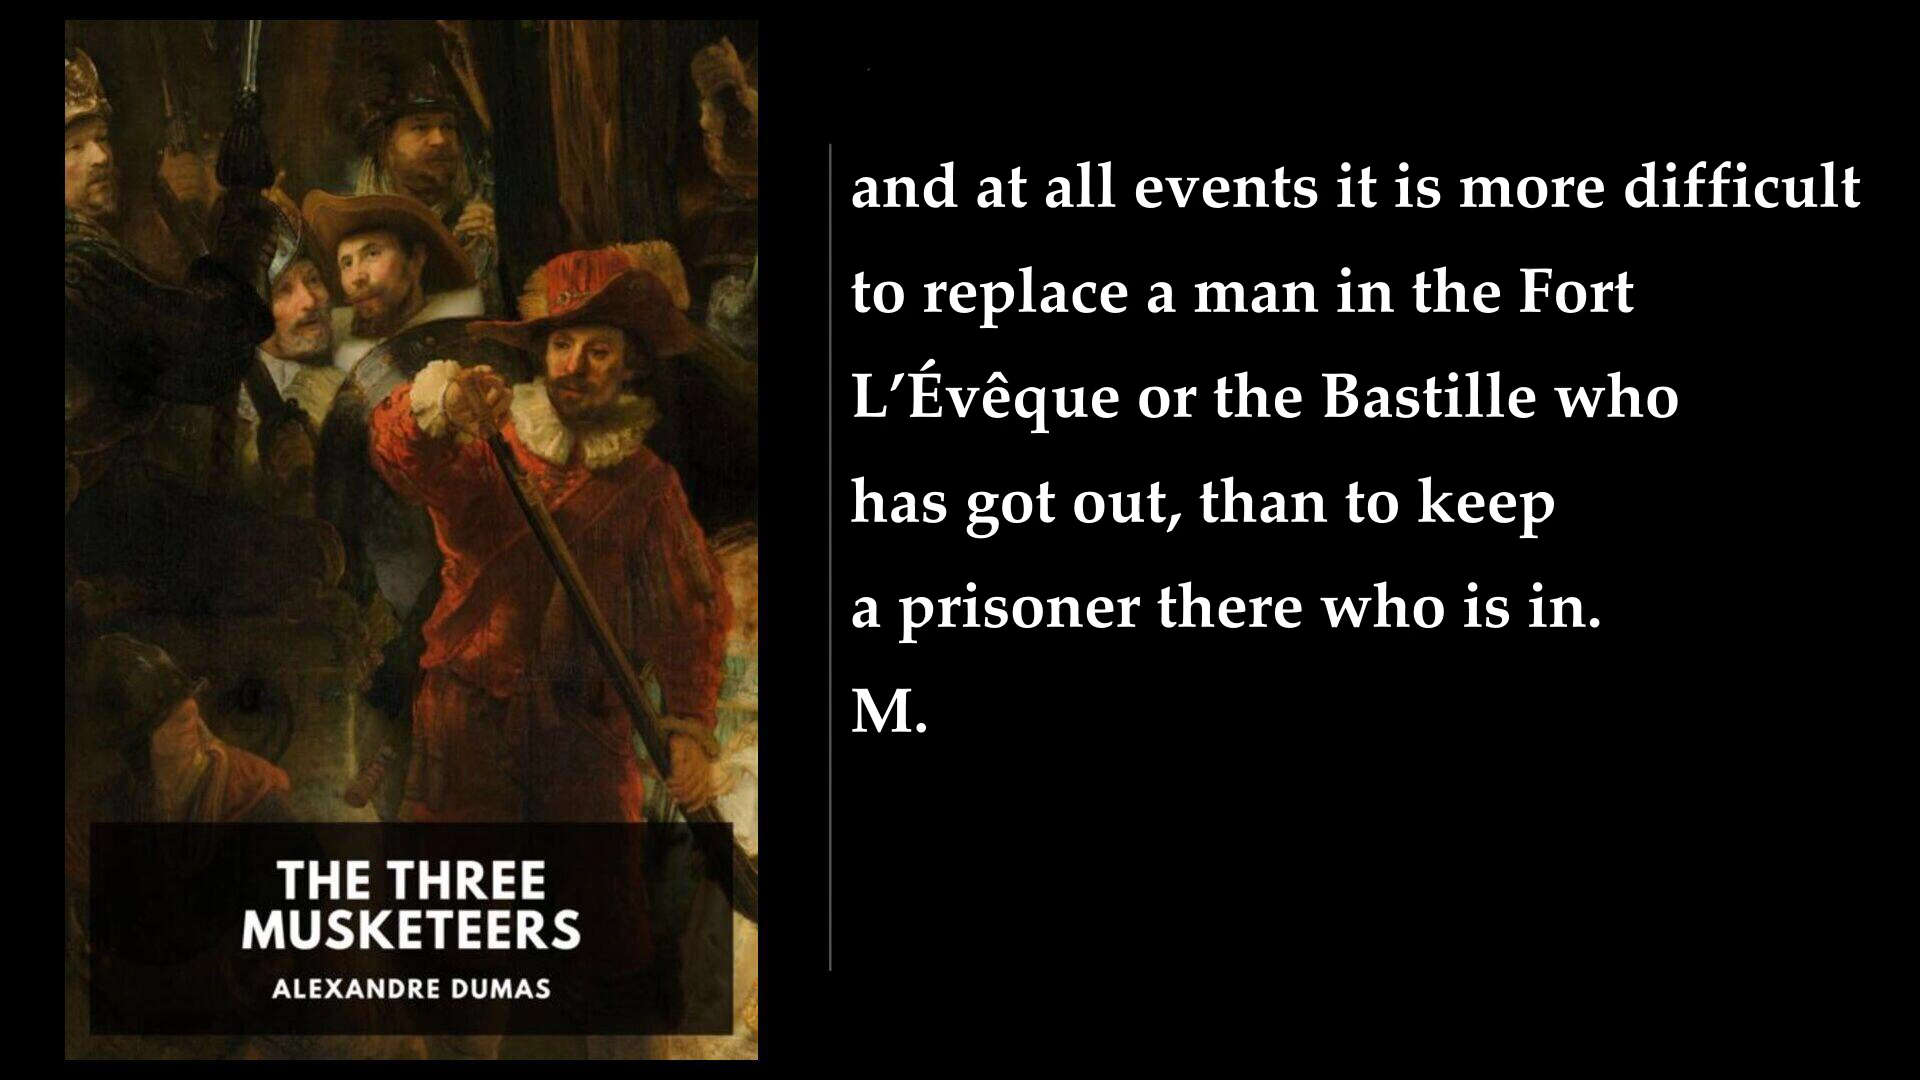 THE THREE
MUSKETEERS
ALEXANDRE DUMAS
and at all events it is more difficult
to replace a man in the Fort
L’Évêque or the Bastille who
has got out, than to keep
a prisoner there who is in.
M.